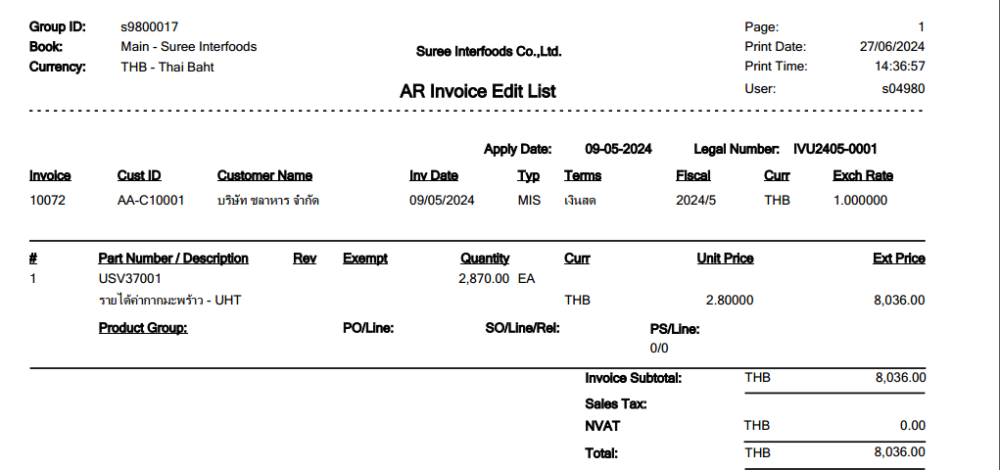 Group ID: s9800017 Page: 1
Book: Main - Suree Interfoods Suree Interfoods Co.,Ltd. Print Date: 27/06/2024
Currency: THB - Thai Baht Print Time: 14:36:57
AR Invoice Edit List User: s04980
Apply Date: 09-05-2024 Legal Number: IVU2405-0001
Invoice Cust ID Customer Name Inv Date Typ Terms Fiscal Curr Exch Rate
10072 AA-C10001 บริษัท ชลาหาร จำกัด 09/05/2024 MIS เงินสด 2024/5 THB 1.000000
# Part Number / Description Rev Exempt Quantity Curr Unit Price Ext Price
1 USV37001 2,870.00 EA
รายได้ค่ากากมะพร้าว - UHT THB 2.80000 8,036.00
Product Group: PO/Line: SO/Line/Rel: PS/Line:
0/0
Invoice Subtotal: THB 8,036.00
Sales Tax:
NVAT THB 0.00
Total: THB 8,036.00